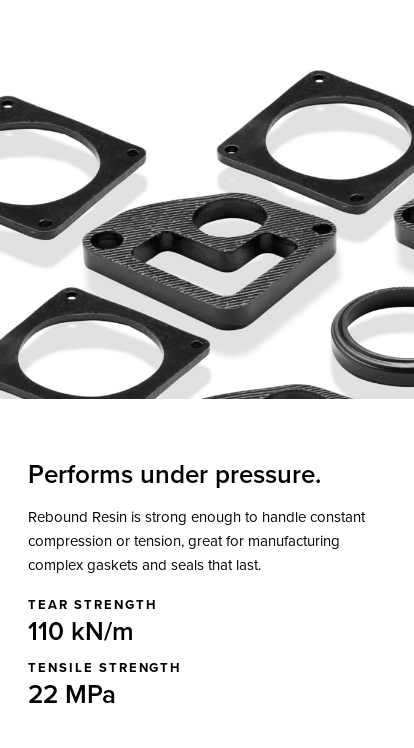 Performs under pressure.
Rebound Resin is strong enough to handle constant
compression or tension, great for manufacturing
complex gaskets and seals that last.
TEAR STRENGTH
110 kN/m
TENSILE STRENGTH
22 MPa